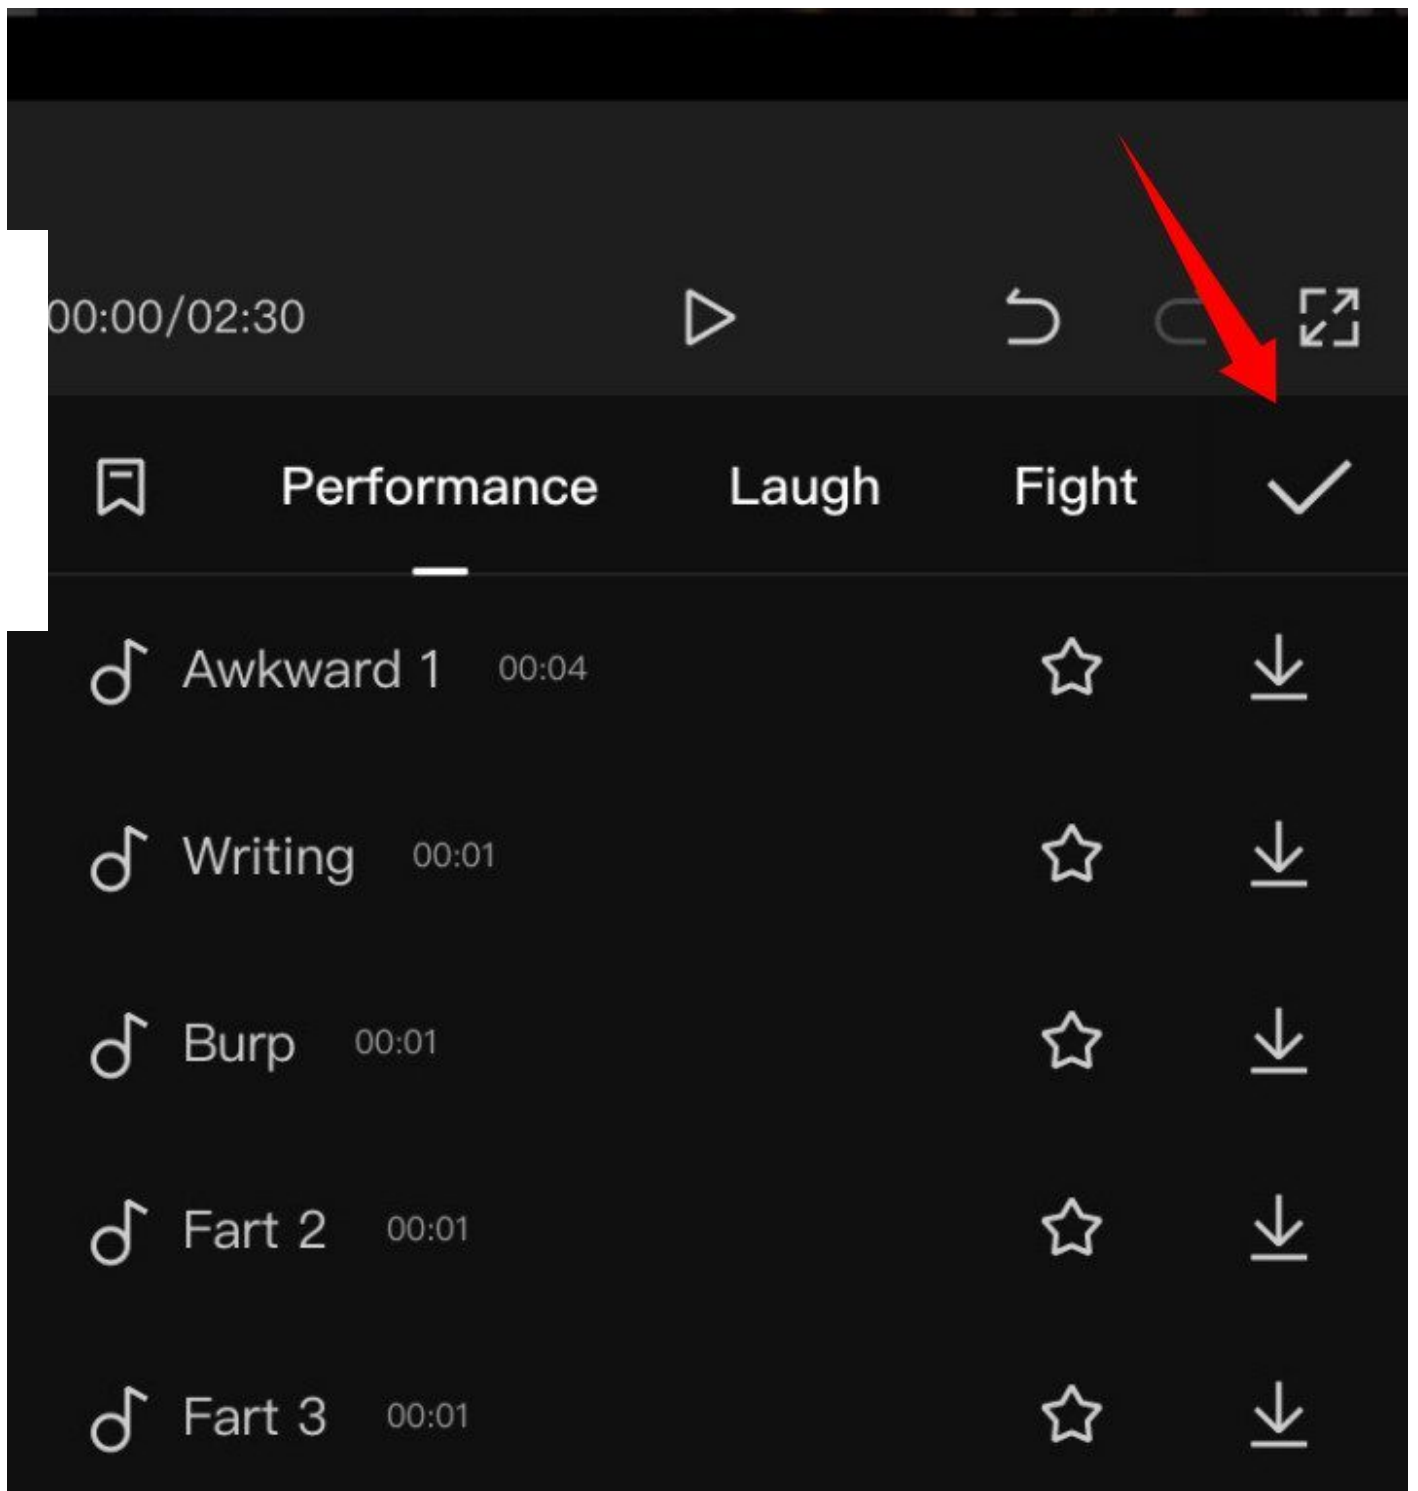 00:00/02:30
Performance Laugh Fight
Awkward 1 00:04
Writing 00:01
Burp 00:01
Fart 2 00:01
Fart 3 00:01